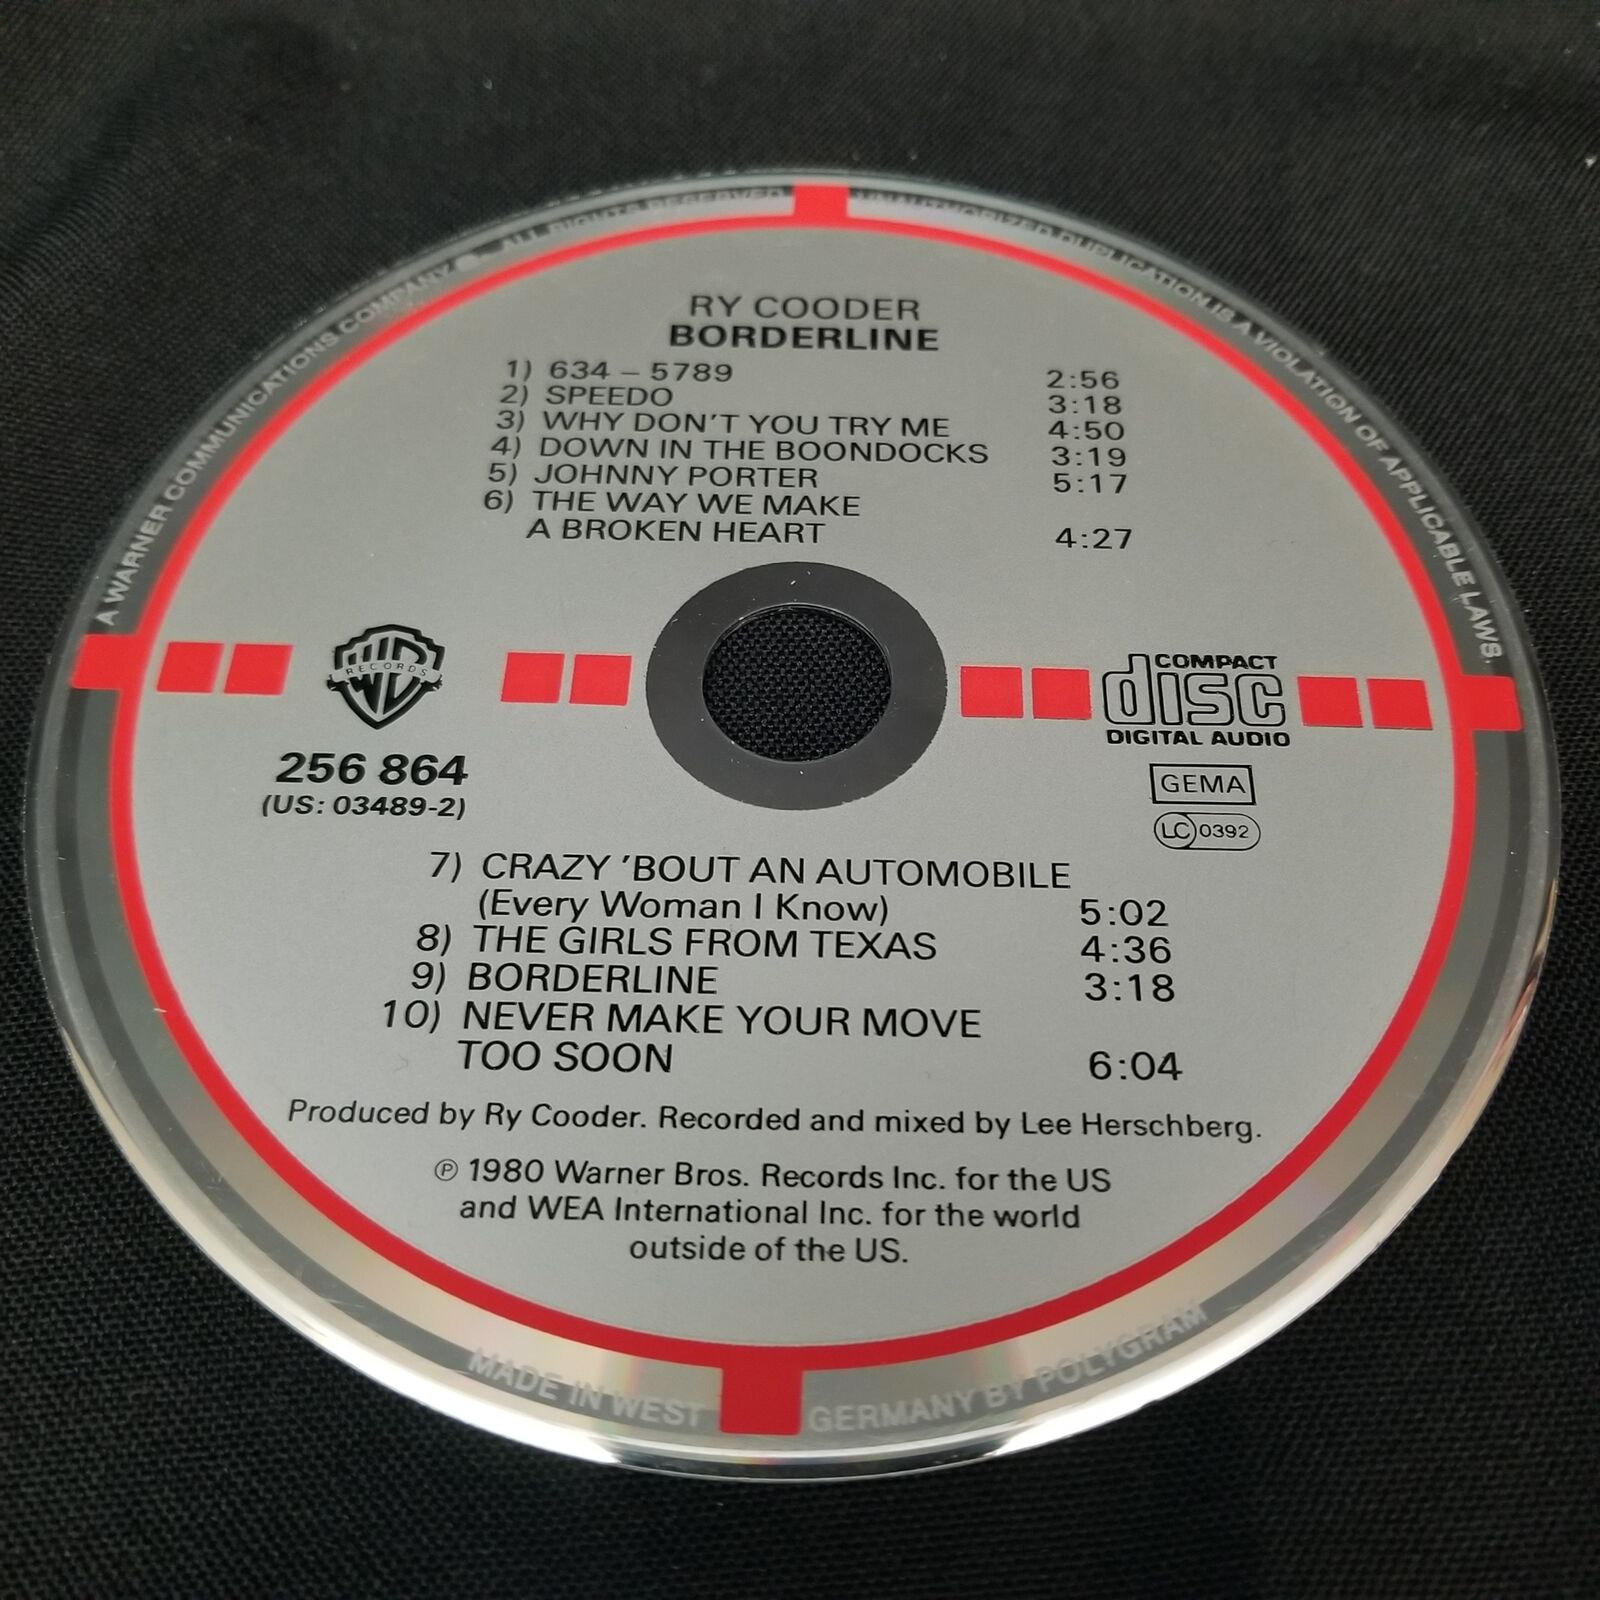 A WARNER COMMUNICATIONS COMPANY ALL RIGHTS RESERVED UNAUTHORIZED DUPLICATION IS A VIOLATION OF APPLICABLE LAWS.
RY COODER
BORDERLINE
1) 634 – 5789 2:56
2) SPEEDO 3:18
3) WHY DON'T YOU TRY ME 4:50
4) DOWN IN THE BOONDOCKS 3:19
5) JOHNNY PORTER 5:17
6) THE WAY WE MAKE
A BROKEN HEART 4:27
WB
RECORDS
COMPACT
disc
DIGITAL AUDIO
256 864
(US: 03489-2)
GEMA
LC 0392
7) CRAZY 'BOUT AN AUTOMOBILE
(Every Woman I Know) 5:02
8) THE GIRLS FROM TEXAS 4:36
9) BORDERLINE 3:18
10) NEVER MAKE YOUR MOVE
TOO SOON 6:04
Produced by Ry Cooder. Recorded and mixed by Lee Herschberg.
℗ 1980 Warner Bros. Records Inc. for the US
and WEA International Inc. for the world
outside of the US.
MADE IN WEST GERMANY BY POLYGRAM